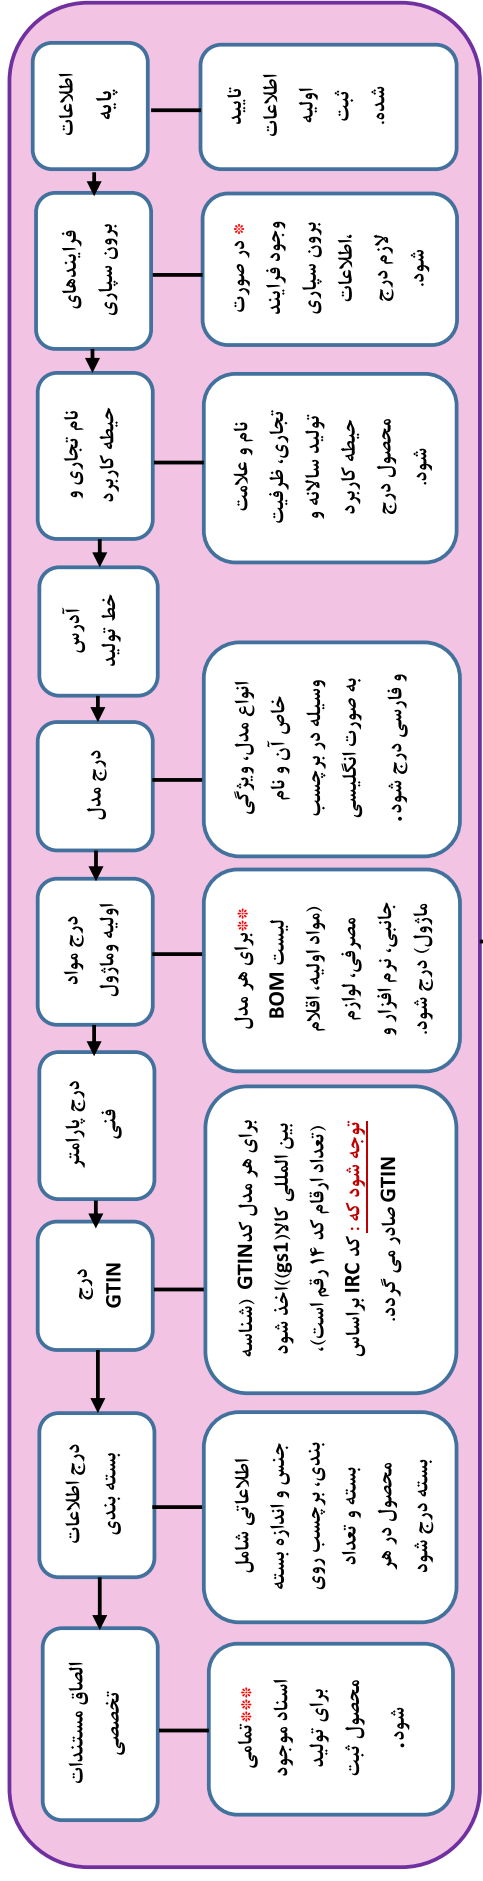 اطلاعات
پایه
ثبت اولیه اطلاعات تایید
شده.
فرایندهای
برون سپاری
* در صورت
وجود فرایند
برون سپاری
،اطلاعات
لازم درج
شود.
نام تجاری و
حیطه کاربرد
نام و علامت
تجاری، ظرفیت
تولید سالانه و
حیطه کاربرد
محصول درج
شود.
آدرس
خط تولید
درج مدل
انواع مدل، ویژگی
خاص آن و نام
وسیله در برچسب
به صورت انگلیسی
و فارسی درج شود.
درج مواد
اولیه وماژول
**برای هر مدل
لیست BOM
(مواد اولیه، اقلام
مصرفی، لوازم
جانبی، نرم افزار و
ماژول) درج شود.
درج پارامتر
فنی
درج
GTIN
برای هر مدل کدGTIN (شناسه
بین المللی کالا(gs1))اخذ شود
(تعداد ارقام کد ۱۴ رقم است)،
توجه شود که : کد IRC براساس
GTIN صادر می گردد.
درج اطلاعات
بسته بندی
اطلاعاتی شامل
جنس و اندازه بسته
بندی، برچسب روی
بسته و تعداد
محصول در هر
بسته درج شود
الصاق مستندات
تخصصی
***تمامی
اسناد موجود
برای تولید
محصول ثبت
شود.